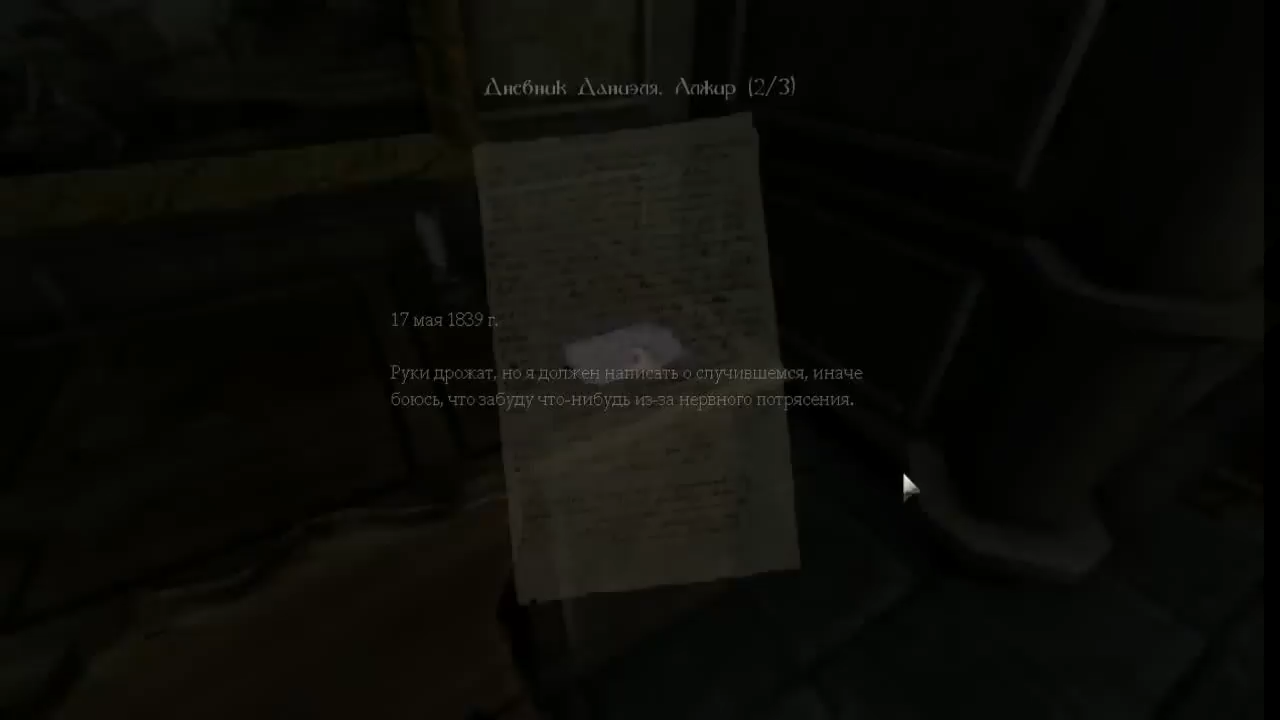 Дневник Даниэля. Алжир (2/3)
17 мая 1839 г.
Руки дрожат, но я должен написать о случившемся, иначе
боюсь, что забуду что-нибудь из-за нервного потрясения.